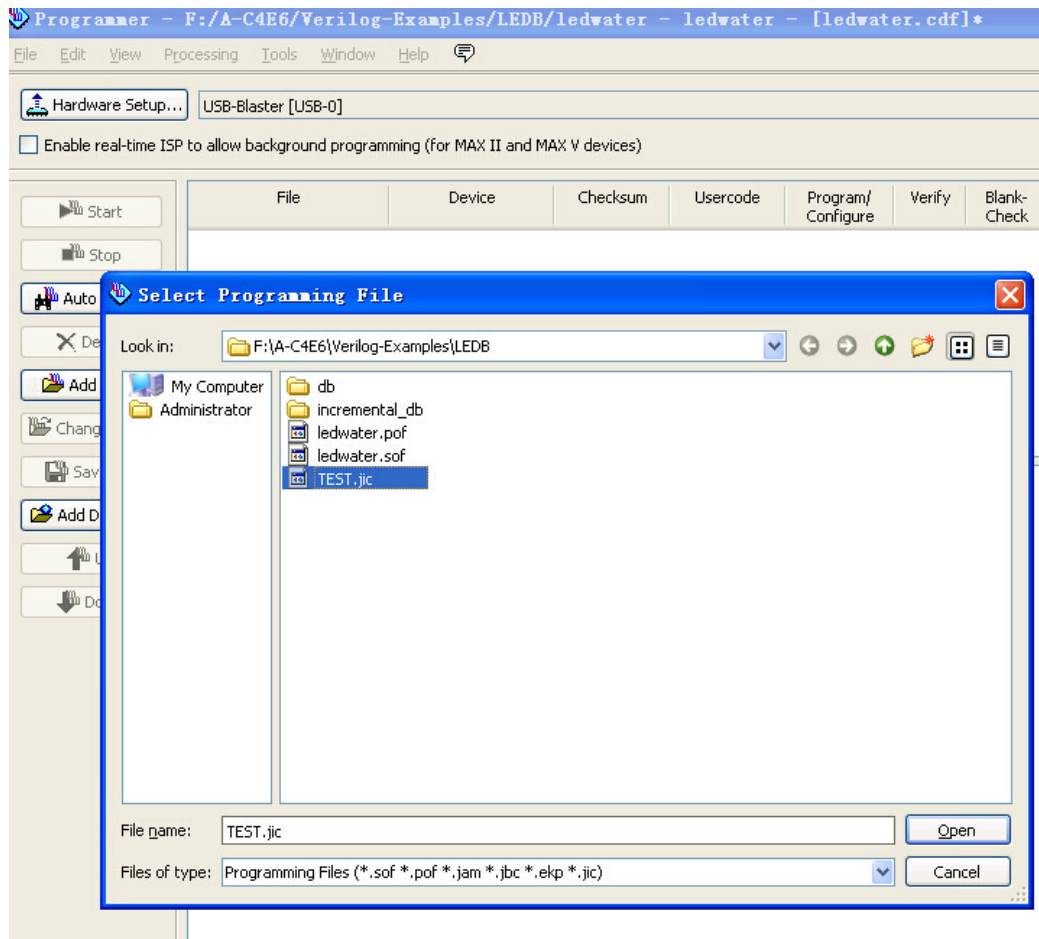 Programmer - F:/A-C4E6/Verilog-Examples/LEDB/ledwater - ledwater - [ledwater.cdf]*
File Edit View Processing Tools Window Help
Hardware Setup... USB-Blaster [USB-0]
Enable real-time ISP to allow background programming (for MAX II and MAX V devices)
File Device Checksum Usercode Program/ Verify Blank-
Configure Check
Start
Stop
Auto
De
Add
Chang
Sav
Add D
U
Do
Select Programming File
Look in: F:\A-C4E6\Verilog-Examples\LEDB
My Computer
Administrator
db
incremental_db
ledwater.pof
ledwater.sof
TEST.jic
File name: TEST.jic Open
Files of type: Programming Files (*.sof *.pof *.jam *.jbc *.ekp *.jic) Cancel